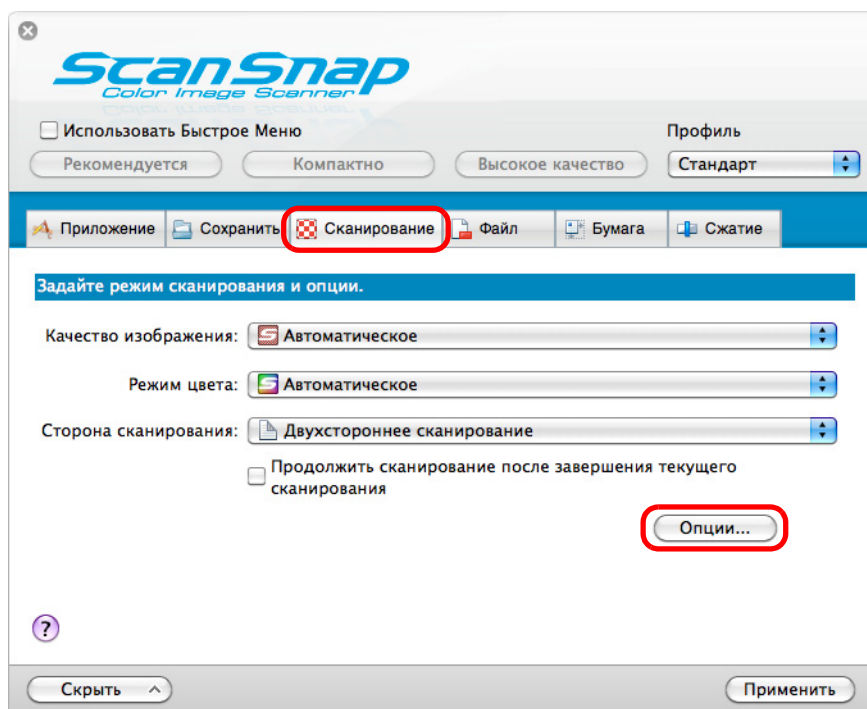 ScanSnap
Color Image Scanner
Использовать Быстрое Меню
Профиль
Рекомендуется Компактно Высокое качество Стандарт
Приложение Сохранить Сканирование Файл Бумага Сжатие
Задайте режим сканирования и опции.
Качество изображения: Автоматическое
Режим цвета: Автоматическое
Сторона сканирования: Двухстороннее сканирование
Продолжить сканирование после завершения текущего
сканирования
Опции...
?
Скрыть Применить